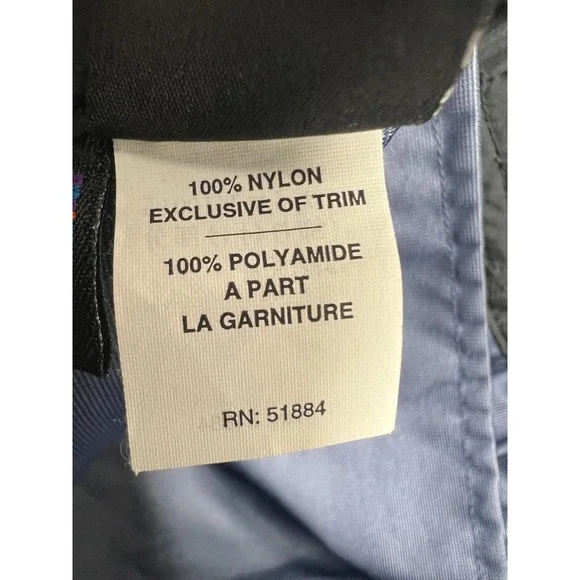 100% NYLON
EXCLUSIVE OF TRIM
100% POLYAMIDE
A PART
LA GARNITURE
RN: 51884